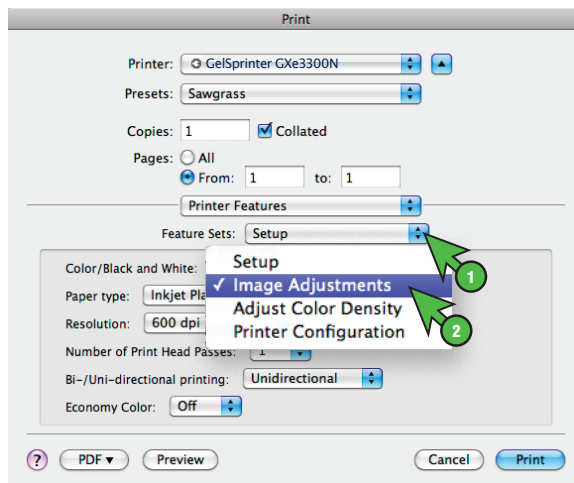 Print
Printer: GelSprinter GXe3300N
Presets: Sawgrass
Copies: 1 Collated
Pages: All
From: 1 to: 1
Printer Features
Feature Sets: Setup
1
Setup
Color/Black and White:
✓ Image Adjustments
Paper type: Inkjet Pla
Adjust Color Density
2
Resolution: 600 dpi
Printer Configuration
Number of Print Head Passes: 1
Bi-/Uni-directional printing: Unidirectional
Economy Color: Off
? PDF ▼ Preview Cancel Print